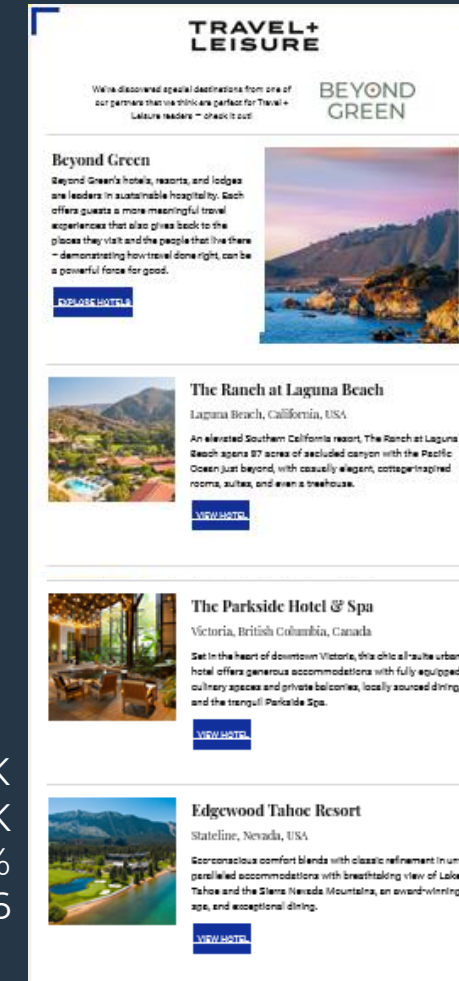 TRAVEL+
LEISURE
We've discovered special destinations from one of
our partners that we think are perfect for Travel +
Leisure readers — check it out!
BEYOND
GREEN
Beyond Green
Beyond Green's hotels, resorts, and lodges
are leaders in sustainable hospitality. Each
offers guests a more meaningful travel
experiences that also gives back to the
places they visit and the people that live there
— demonstrating how travel done right, can be
a powerful force for good.
EXPLORE HOTELS
The Ranch at Laguna Beach
Laguna Beach, California, USA
An elevated Southern California resort, The Ranch at Laguna
Beach spans 87 acres of secluded canyon with the Pacific
Ocean just beyond, with casually elegant, cottage-inspired
rooms, suites, and even a treehouse.
VIEW HOTEL
The Parkside Hotel & Spa
Victoria, British Columbia, Canada
Set in the heart of downtown Victoria, this chic all-suite urban
hotel offers generous accommodations with fully equipped
culinary spaces and private balconies, locally sourced dining,
and the tranquil Parkside Spa.
VIEW HOTEL
K
K
%
S
Edgewood Tahoe Resort
Stateline, Nevada, USA
Eco-conscious comfort blends with classic refinement in un
paralleled accommodations with breathtaking view of Lake
Tahoe and the Sierra Nevada Mountains, an award-winning
spa, and exceptional dining.
VIEW HOTEL